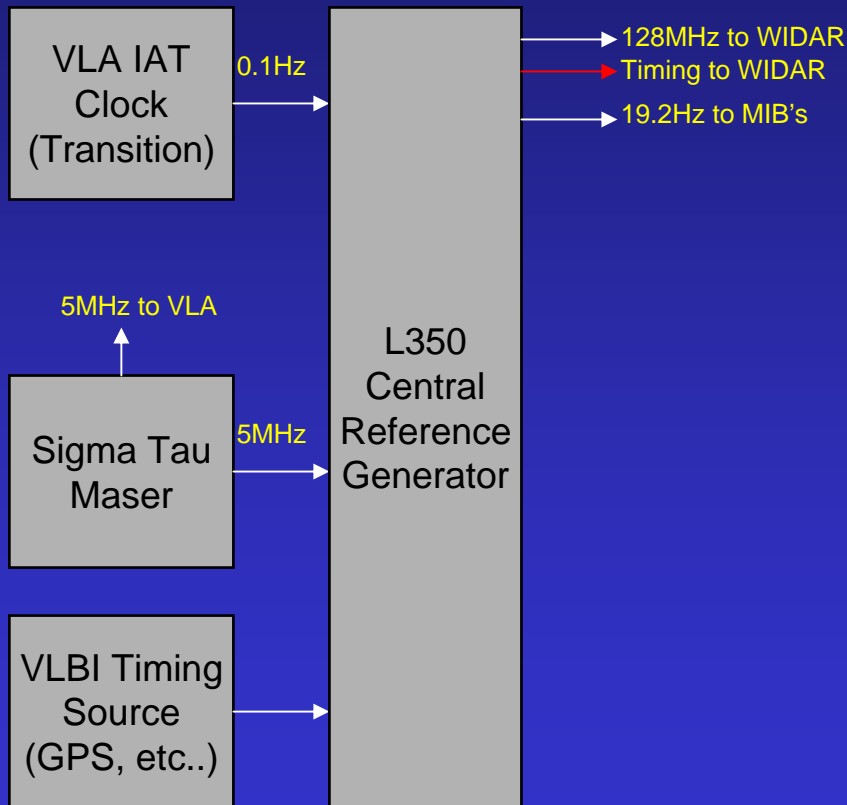 VLA IAT
Clock
(Transition)
0.1Hz
128MHz to WIDAR
Timing to WIDAR
19.2Hz to MIB's
5MHz to VLA
Sigma Tau
Maser
5MHz
L350
Central
Reference
Generator
VLBI Timing
Source
(GPS, etc..)